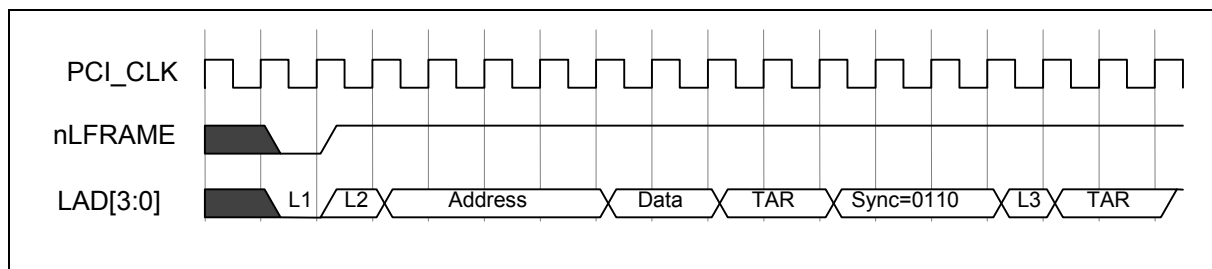 PCI_CLK
nLFRAME
LAD[3:0] L1 L2 Address Data TAR Sync=0110 L3 TAR